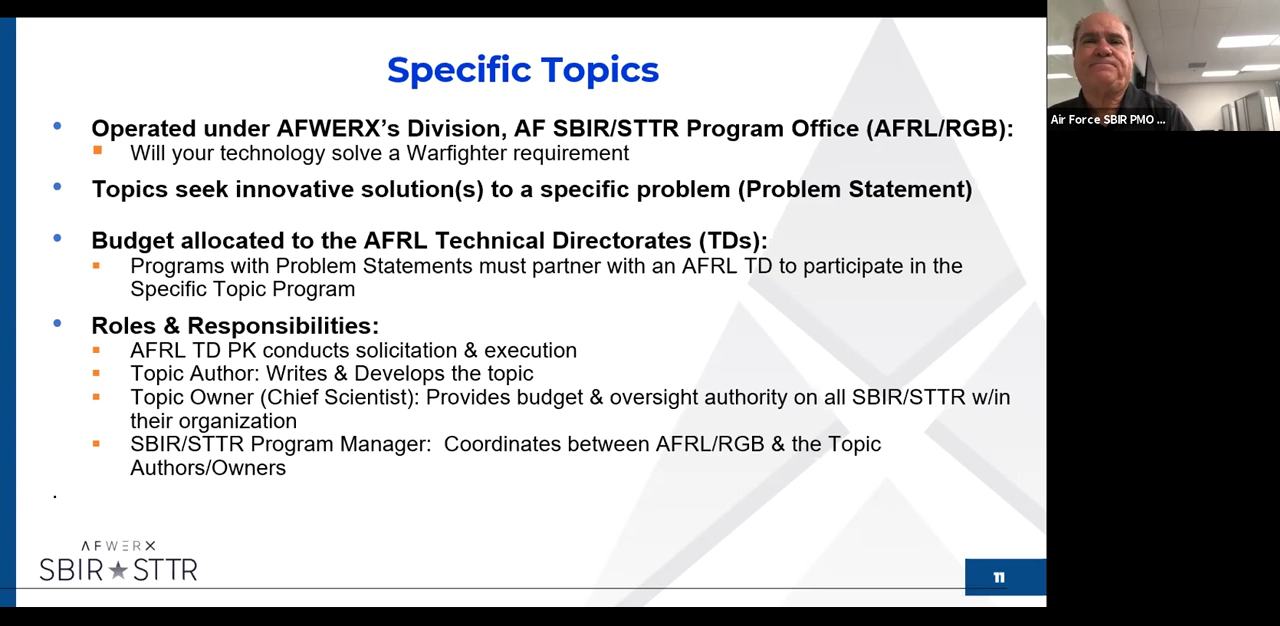 Specific Topics
• Operated under AFWERX’s Division, AF SBIR/STTR Program Office (AFRL/RGB):
▪ Will your technology solve a Warfighter requirement
• Topics seek innovative solution(s) to a specific problem (Problem Statement)
• Budget allocated to the AFRL Technical Directorates (TDs):
▪ Programs with Problem Statements must partner with an AFRL TD to participate in the
Specific Topic Program
• Roles & Responsibilities:
▪ AFRL TD PK conducts solicitation & execution
▪ Topic Author: Writes & Develops the topic
▪ Topic Owner (Chief Scientist): Provides budget & oversight authority on all SBIR/STTR w/in
their organization
▪ SBIR/STTR Program Manager:  Coordinates between AFRL/RGB & the Topic
Authors/Owners
.
AFWERX
SBIR★STTR
11
Air Force SBIR PMO ...